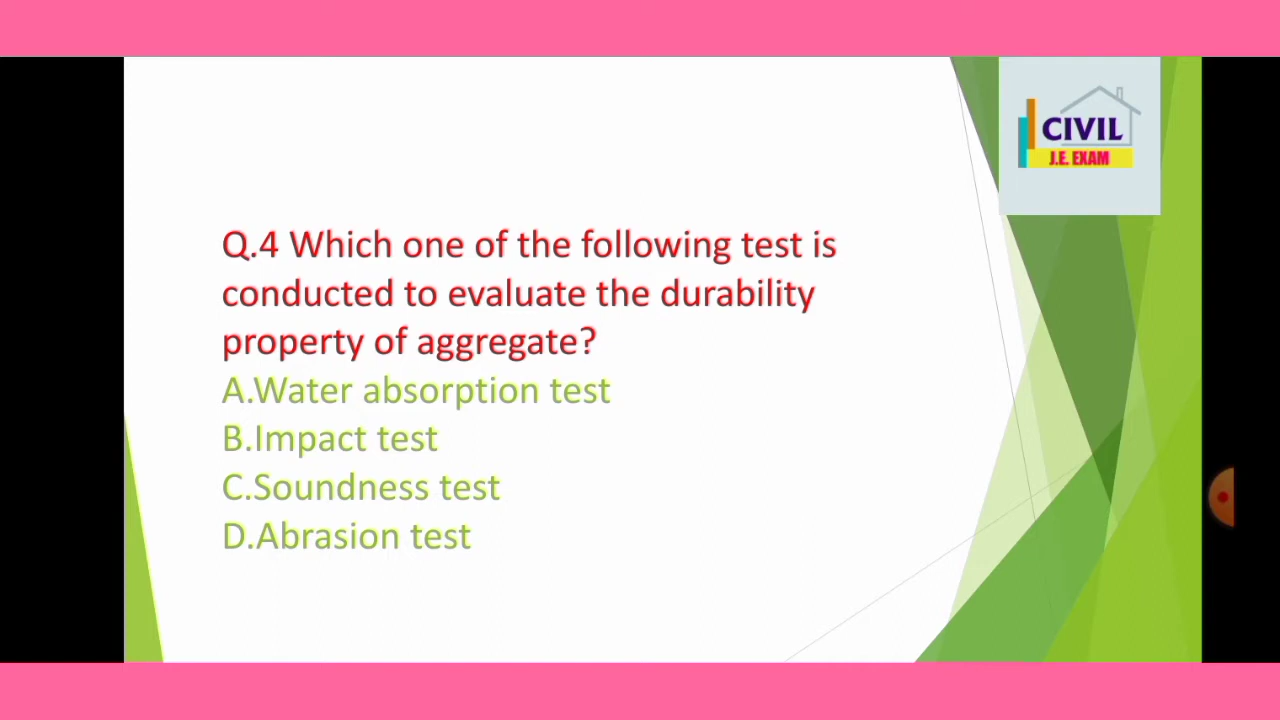 CIVIL
J.E. EXAM
Q.4 Which one of the following test is
conducted to evaluate the durability
property of aggregate?
A.Water absorption test
B.Impact test
C.Soundness test
D.Abrasion test